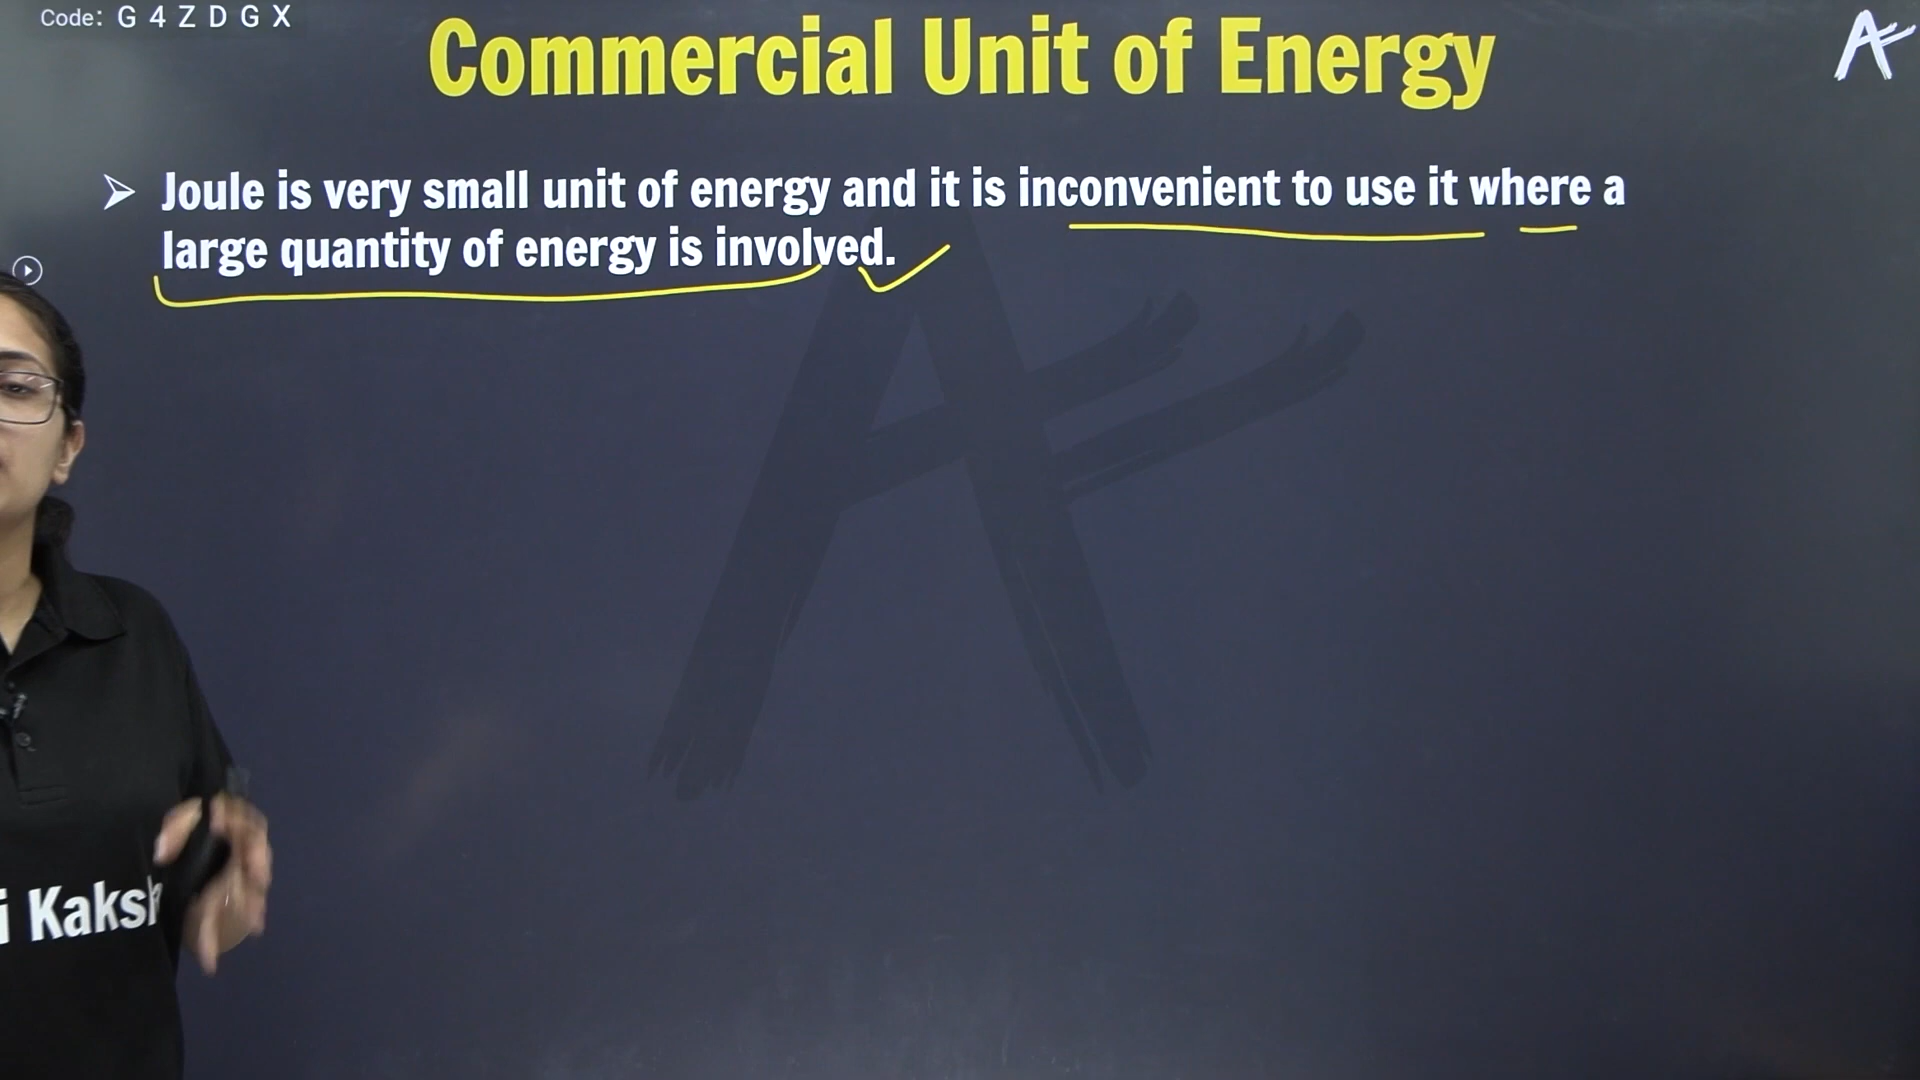 Code: G 4 Z D G X
Commercial Unit of Energy
Joule is very small unit of energy and it is inconvenient to use it where a
large quantity of energy is involved.
i Kaksh